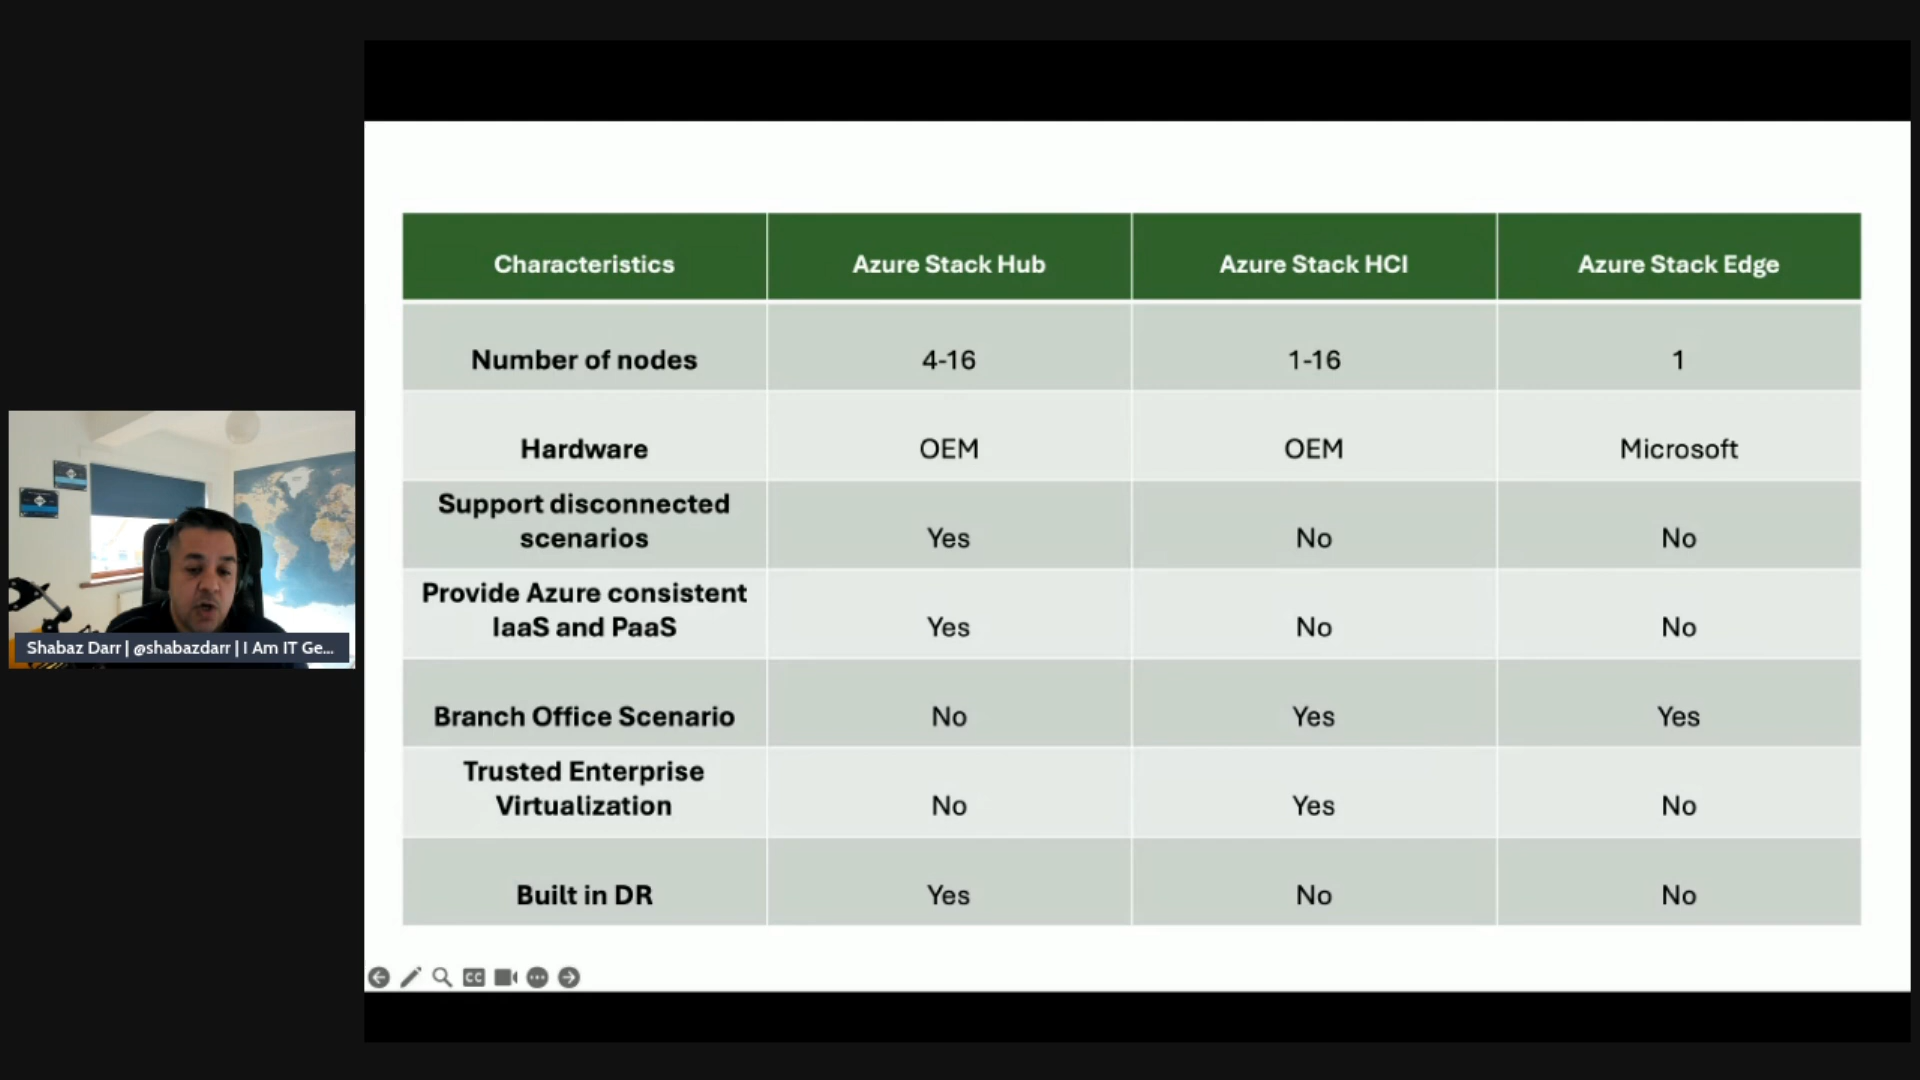 Characteristics Azure Stack Hub Azure Stack HCI Azure Stack Edge
Number of nodes 4-16 1-16 1
Hardware OEM OEM Microsoft
Support disconnected
scenarios Yes No No
Provide Azure consistent
IaaS and PaaS Yes No No
Branch Office Scenario No Yes Yes
Trusted Enterprise
Virtualization No Yes No
Built in DR Yes No No
CC
Shabaz Darr | @shabazdarr | I Am IT Ge...